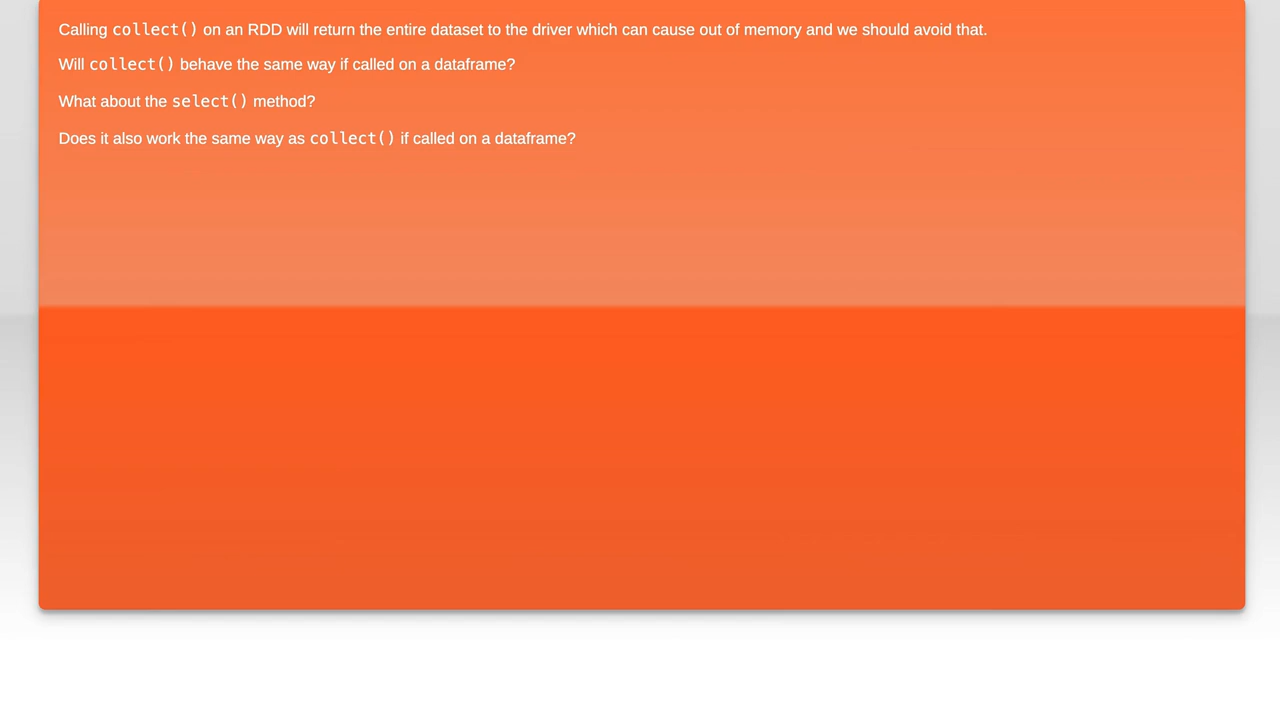 Calling collect() on an RDD will return the entire dataset to the driver which can cause out of memory and we should avoid that.
Will collect() behave the same way if called on a dataframe?
What about the select() method?
Does it also work the same way as collect() if called on a dataframe?